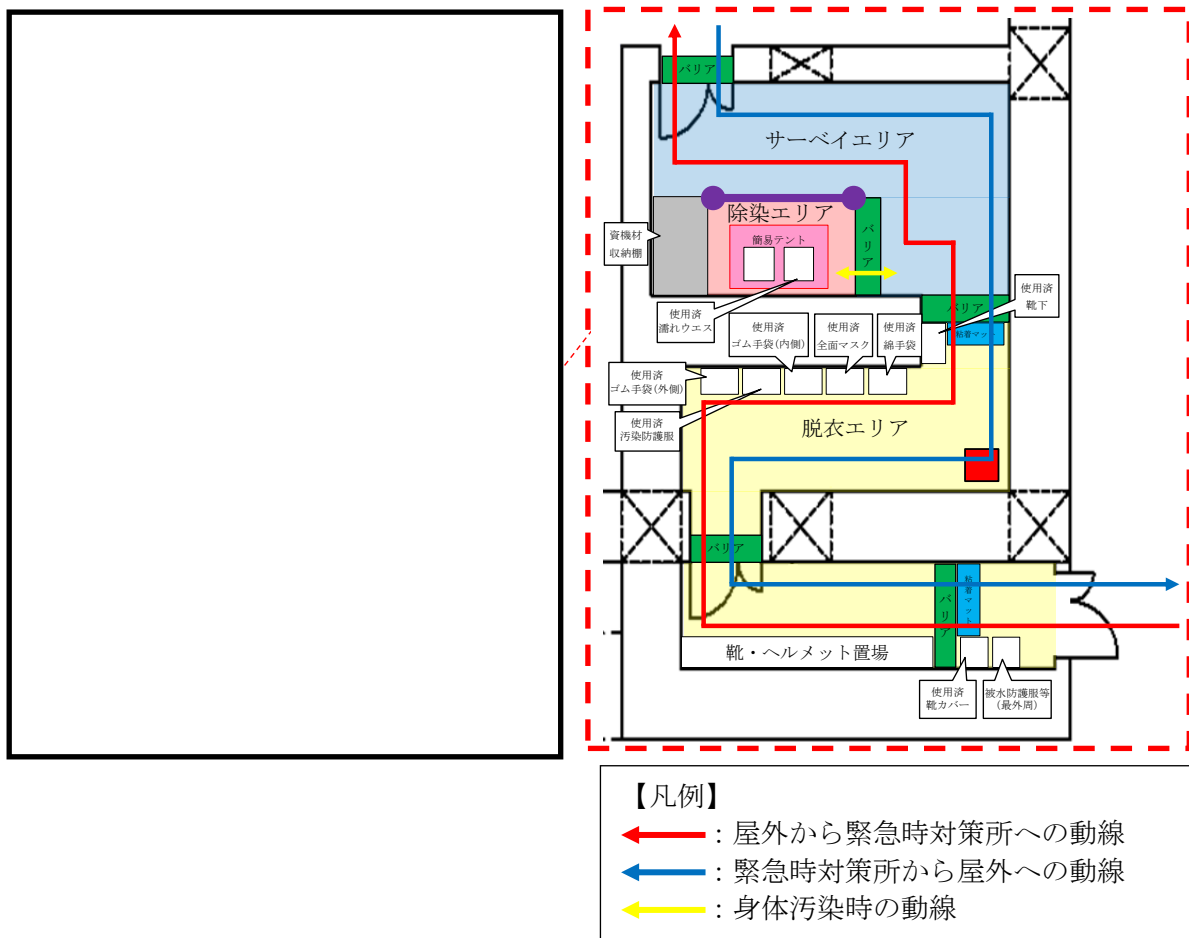 バリア
サーベイエリア
除染エリア
簡易テント
バリア
資機材
収納棚
使用済
濡れウエス
使用済
ゴム手袋(内側)
使用済
全面マスク
使用済
綿手袋
バリア
使用済
靴下
粘着マット
使用済
ゴム手袋(外側)
使用済
汚染防護服
脱衣エリア
バリア
バリア
粘着マット
靴・ヘルメット置場
使用済
靴カバー
被水防護服等
(最外周)
【凡例】
：屋外から緊急時対策所への動線
：緊急時対策所から屋外への動線
：身体汚染時の動線